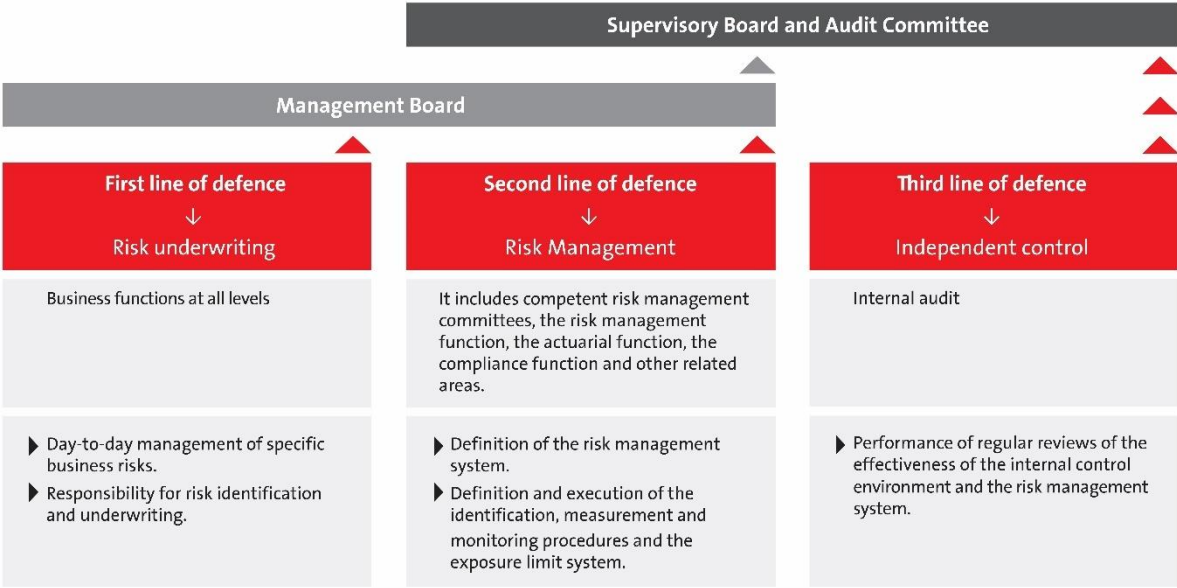 Supervisory Board and Audit Committee
Management Board
First line of defence
↓
Risk underwriting
Business functions at all levels
Day-to-day management of specific
business risks.
Responsibility for risk identification
and underwriting.
Second line of defence
↓
Risk Management
It includes competent risk management
committees, the risk management
function, the actuarial function, the
compliance function and other related
areas.
Definition of the risk management
system.
Definition and execution of the
identification, measurement and
monitoring procedures and the
exposure limit system.
Third line of defence
↓
Independent control
Internal audit
Performance of regular reviews of the
effectiveness of the internal control
environment and the risk management
system.